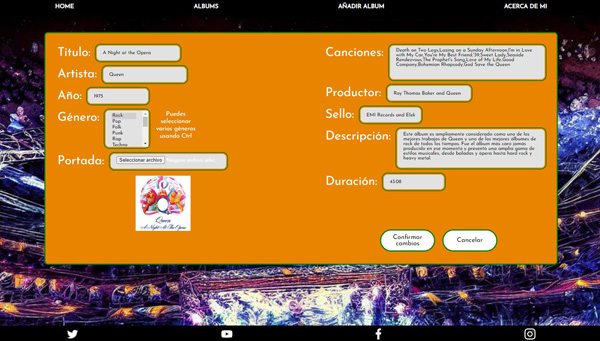 HOME ALBUMS AÑADIR ALBUM ACERCA DE MI
Título: A Night at the Opera
Artista: Queen
Año: 1975
Género: Rock
Pop
Folk
Punk
Rap
Techno
Puedes
seleccionar
varios géneros
usando Ctrl
Portada: Seleccionar archivo
Queen
A Night At The Opera
Canciones: Death on Two Legs,Lazing on a Sunday Afternoon,I'm in Love
with My Car,You're My Best Friend,'39,Sweet Lady,Seaside
Rendezvous,The Prophet's Song,Love of My Life,Good
Company,Bohemian Rhapsody,God Save the Queen
Productor: Roy Thomas Baker and Queen
Sello: EMI Records and Elek
Descripción: Este álbum es ampliamente considerado como uno de los
mejores trabajos de Queen y uno de los mejores álbumes de
rock de todos los tiempos. Fue el álbum más caro jamás
producido en ese momento y presentó una amplia gama de
estilos musicales, desde baladas y ópera hasta hard rock y
heavy metal.
Duración: 43:08
Confirmar
cambios
Cancelar